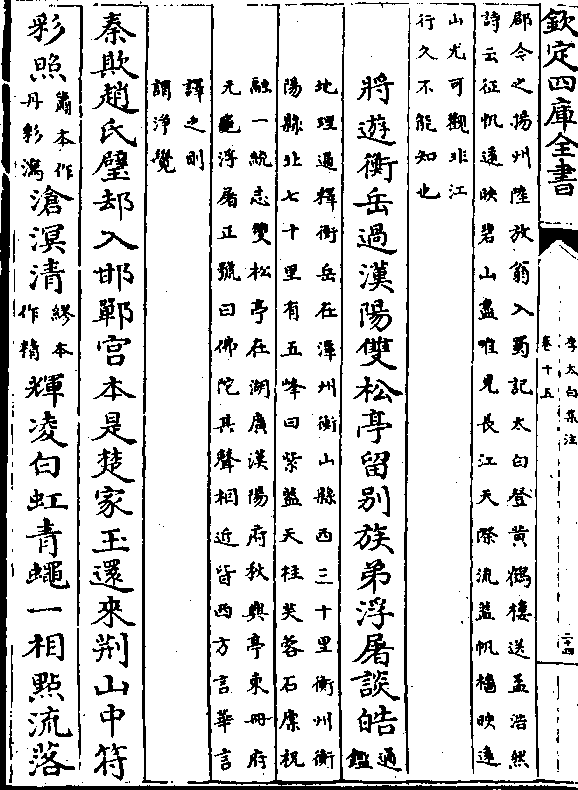 欽定四庫全書
李太白集注
卷十五
二十四
郡令之揚州陸放翁入蜀記太白登黃鶴樓送孟浩然
詩云征帆遠映碧山盡唯見長江天際流蓋帆檣映遠
山尤可觀非江
行久不能知也
將遊衡岳過漢陽雙松亭留別族弟浮屠談皓
通
鑑
地理通釋衡岳在潭州衡山縣西三十里衡州衡
陽縣北七十里有五峰曰紫蓋天柱芙蓉石廩祝
融一統志雙松亭在湖廣漢陽府秋興亭東冊府
元龜浮屠正號曰佛陀其聲相近皆西方言華言
譯之則
謂淨覺
秦欺趙氏璧却入邯鄲宮本是楚家玉還來荆山中符
彩照
蕭本作
丹彩瀉
滄溟清
繆本
作精
輝凌白虹青蠅一相點流落